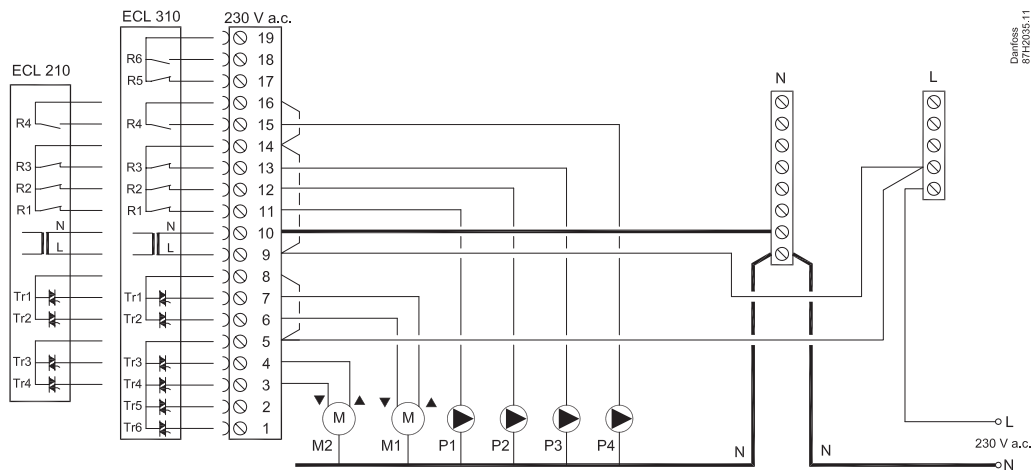 ECL 310
230 V a.c.
Danfoss
87H2035.11
ECL 210
N
L
R6
R5
R4
R4
R3
R3
R2
R2
R1
R1
N
L
N
L
Tr1
Tr1
Tr2
Tr2
Tr3
Tr3
Tr4
Tr4
Tr5
Tr6
19
18
17
16
15
14
13
12
11
10
9
8
7
6
5
4
3
2
1
M
M
M2
M1
P1
P2
P3
P4
N
N
L
230 V a.c.
N